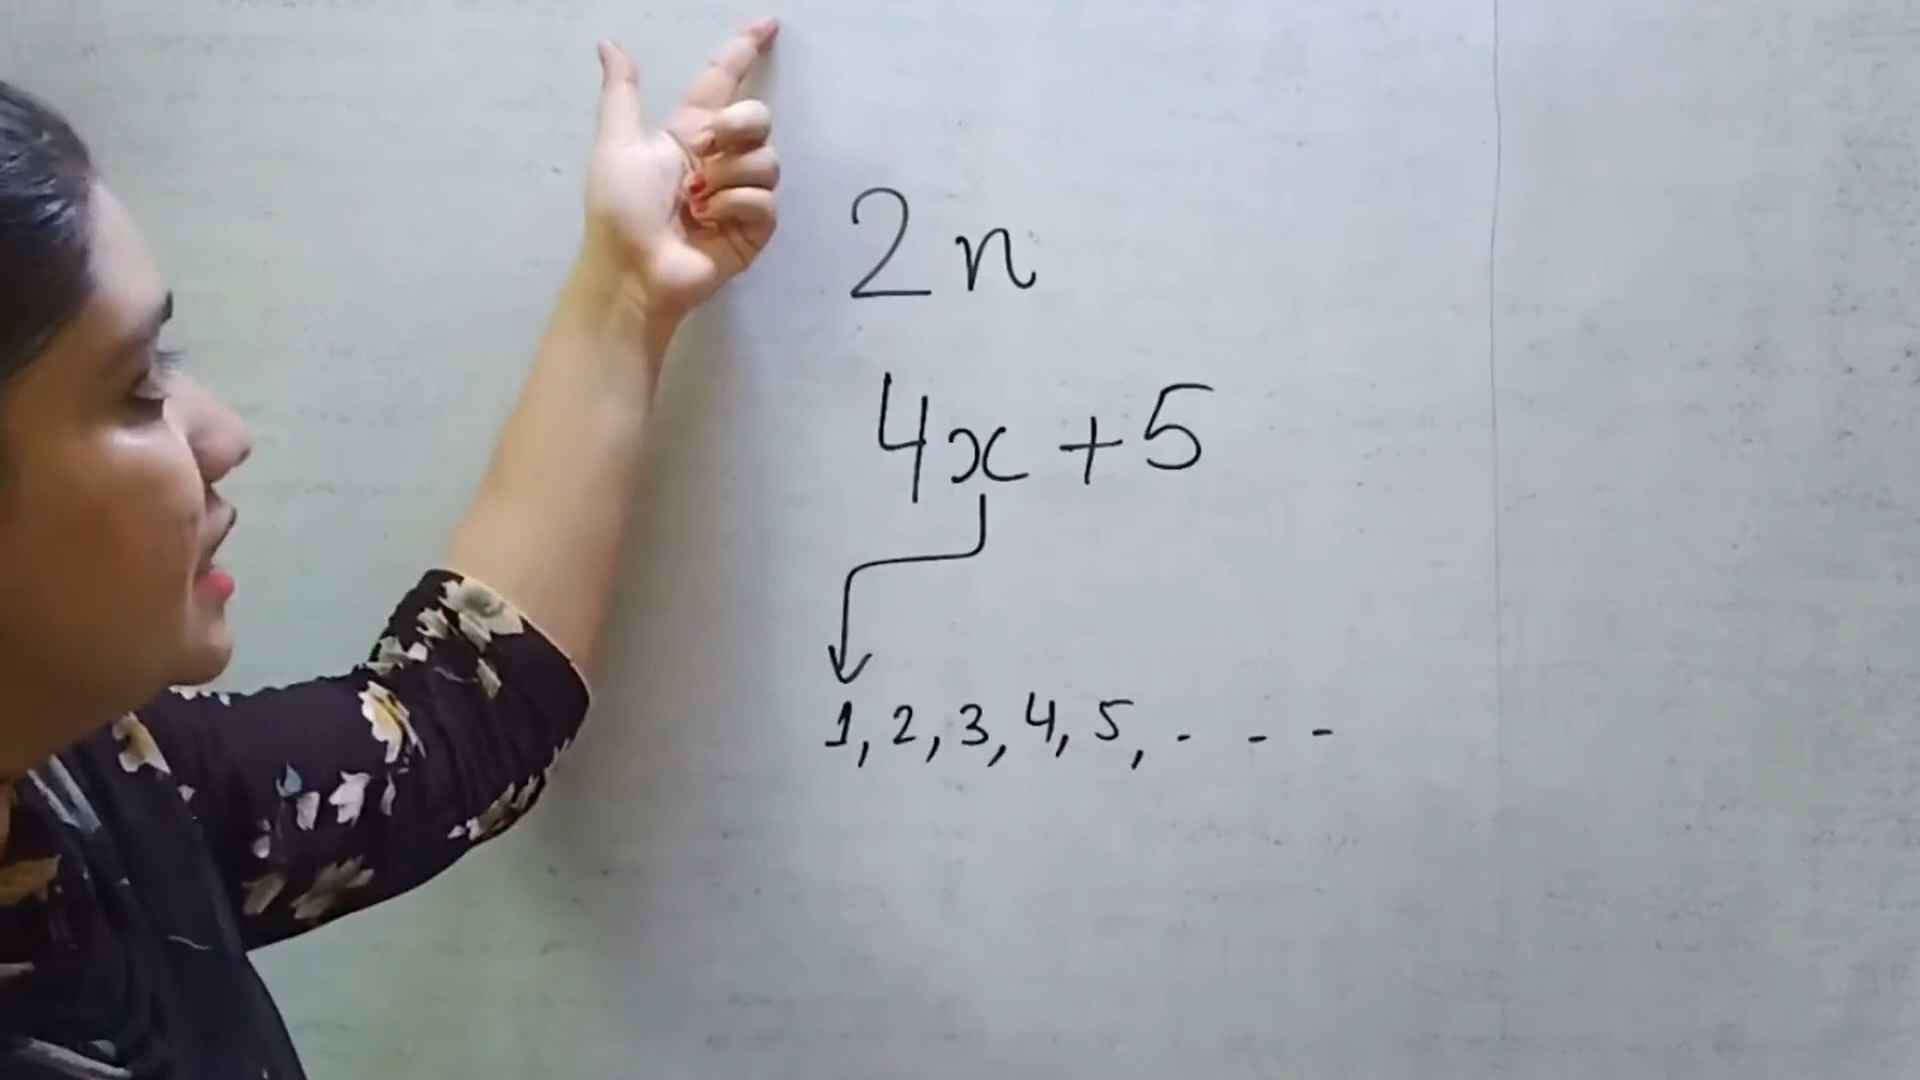 2n
4x + 5
1, 2, 3, 4, 5, - - -